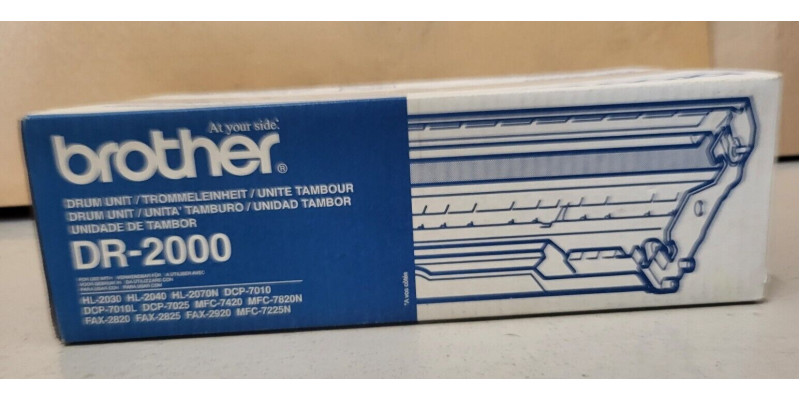 At your side.
brother®
DRUM UNIT / TROMMELEINHEIT / UNITE TAMBOUR
DRUM UNIT / UNITA' TAMBURO / UNIDAD TAMBOR
UNIDADE DE TAMBOR
DR-2000
HL-2030 HL-2040 HL-2070N DCP-7010
DCP-7010L DCP-7025 MFC-7420 MFC-7820N
FAX-2820 FAX-2825 FAX-2920 MFC-7225N